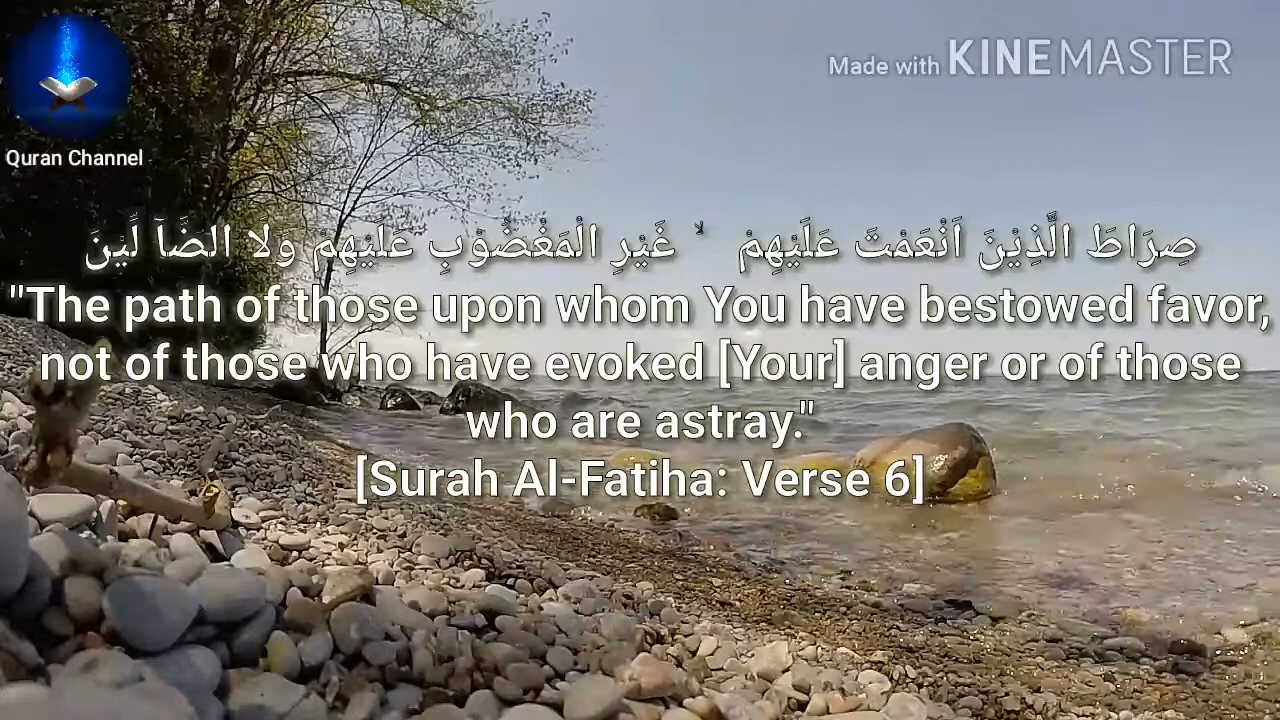 Made with KINEMASTER
Quran Channel
صِرَاطَ الَّذِيْنَ اَنْعَمْتَ عَلَيْهِمْ ۙ غَيْرِ الْمَغْضُوْبِ عَلَيْهِمْ وَلَا الضَّآ لِّيْنَ
"The path of those upon whom You have bestowed favor,
not of those who have evoked [Your] anger or of those
who are astray."
[Surah Al-Fatiha: Verse 6]